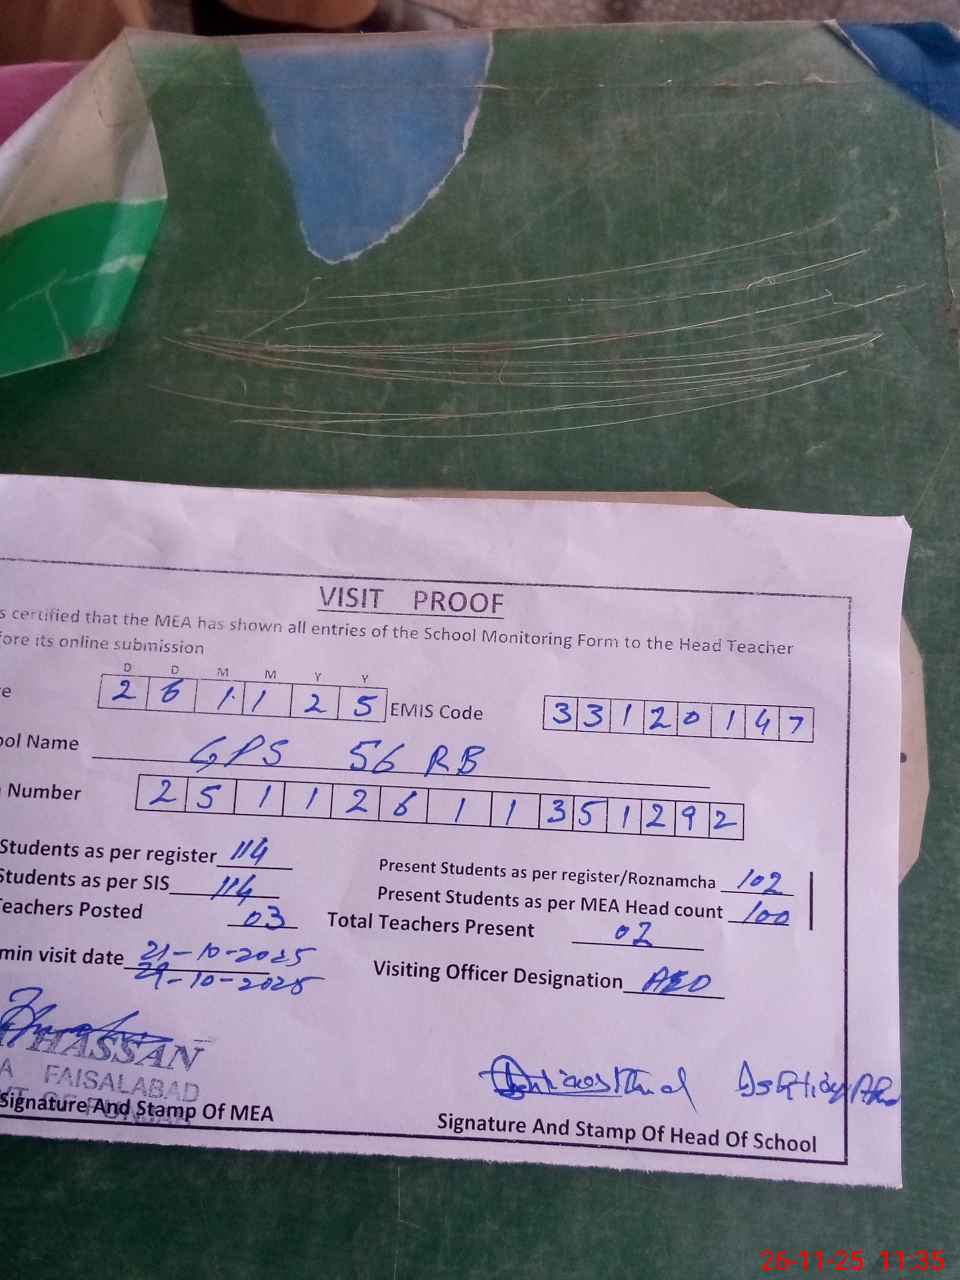 VISIT PROOF
s certified that the MEA has shown all entries of the School Monitoring Form to the Head Teacher
fore its online submission
D D M M Y Y
e 2 6 1 1 2 5 EMIS Code 3 3 1 2 0 1 4 7
ool Name GPS 56 RB
Number 2 5 1 1 2 6 1 1 3 5 1 2 9 2
Students as per register 114 Present Students as per register/Roznamcha 102
Students as per SIS 114 Present Students as per MEA Head count 100
eachers Posted 03 Total Teachers Present 02
min visit date 21-10-2025 Visiting Officer Designation AEO
29-10-2025
HASSAN
A FAISALABAD
Signature And Stamp Of MEA Signature And Stamp Of Head Of School
26-11-25 11:35